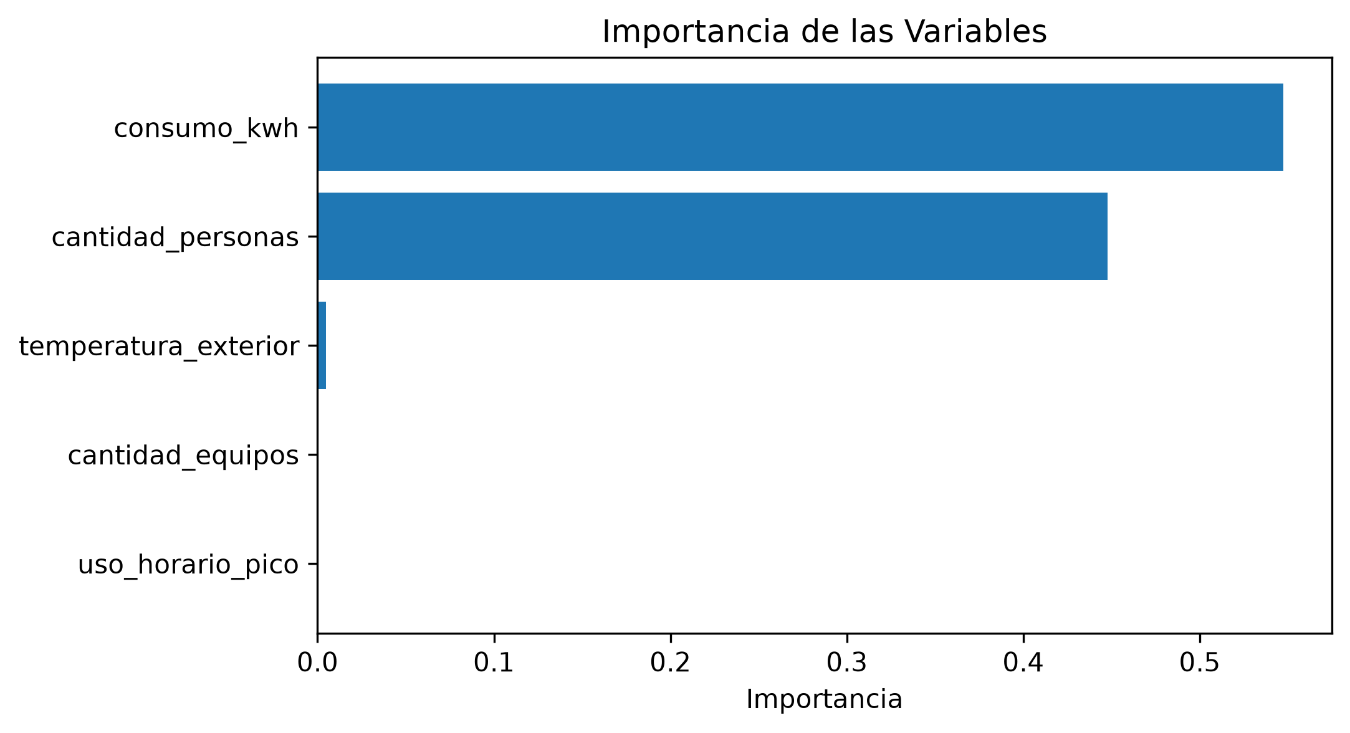 Importancia de las Variables
consumo_kwh
cantidad_personas
temperatura_exterior
cantidad_equipos
uso_horario_pico
0.0 0.1 0.2 0.3 0.4 0.5
Importancia